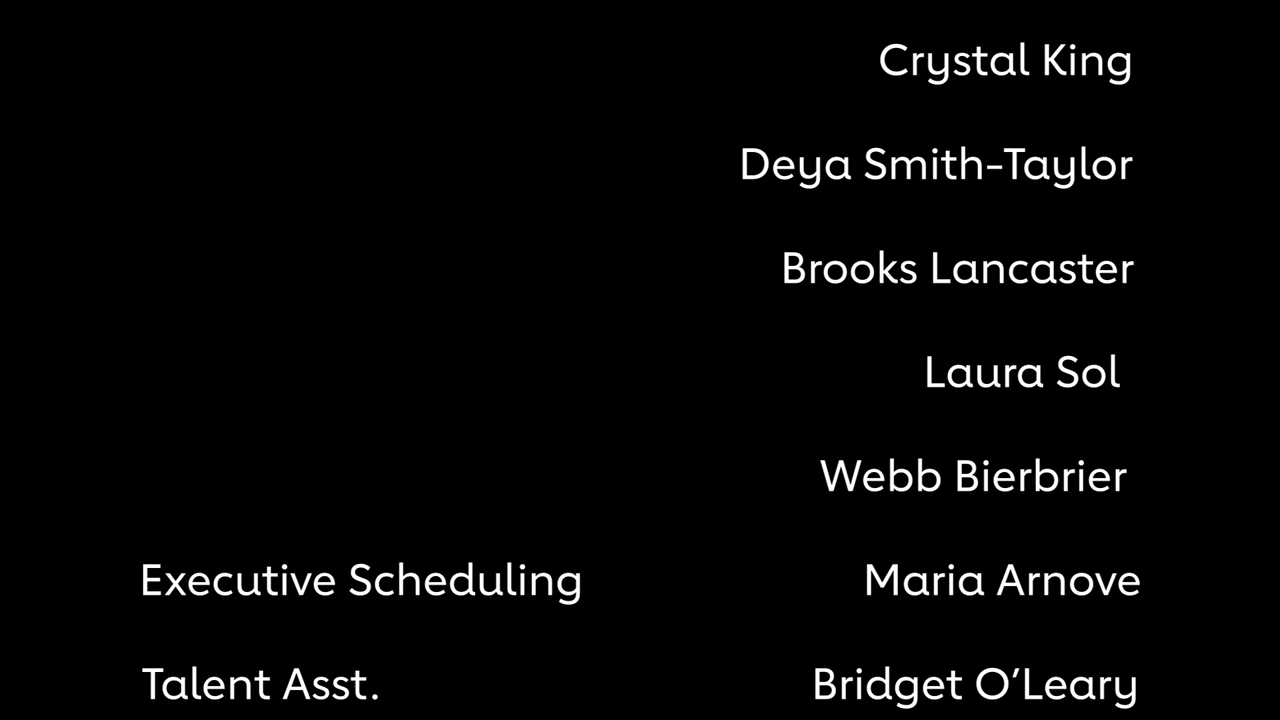 Crystal King
Deya Smith-Taylor
Brooks Lancaster
Laura Sol
Webb Bierbrier
Executive Scheduling Maria Arnove
Talent Asst. Bridget O’Leary